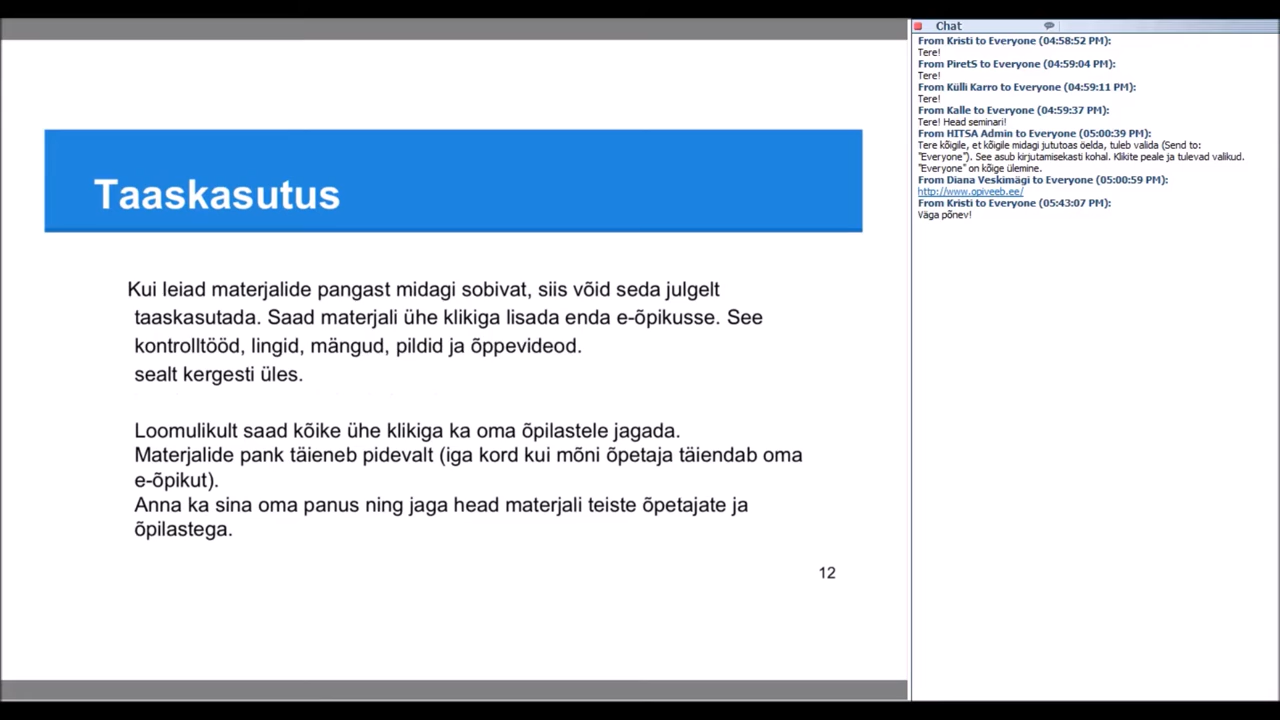 Taaskasutus
Kui leiad materjalide pangast midagi sobivat, siis võid seda julgelt
taaskasutada. Saad materjali ühe klikiga lisada enda e-õpikusse. See
kontrolltööd, lingid, mängud, pildid ja õppevideod.
sealt kergesti üles.
Loomulikult saad kõike ühe klikiga ka oma õpilastele jagada.
Materjalide pank täieneb pidevalt (iga kord kui mõni õpetaja täiendab oma
e-õpikut).
Anna ka sina oma panus ning jaga head materjali teiste õpetajate ja
õpilastega.
12
Chat
From Kristi to Everyone (04:58:52 PM):
Tere!
From PiretS to Everyone (04:59:04 PM):
Tere!
From Külli Karro to Everyone (04:59:11 PM):
Tere!
From Kalle to Everyone (04:59:37 PM):
Tere! Head seminari!
From HITSA Admin to Everyone (05:00:39 PM):
Tere kõigile, et kõigile midagi jututoas öelda, tuleb valida (Send to:
"Everyone"). See asub kirjutamisekasti kohal. Klikite peale ja tulevad valikud.
"Everyone" on kõige ülemine.
From Diana Veskimägi to Everyone (05:00:59 PM):
http://www.opiveeb.ee/
From Kristi to Everyone (05:43:07 PM):
Väga põnev!